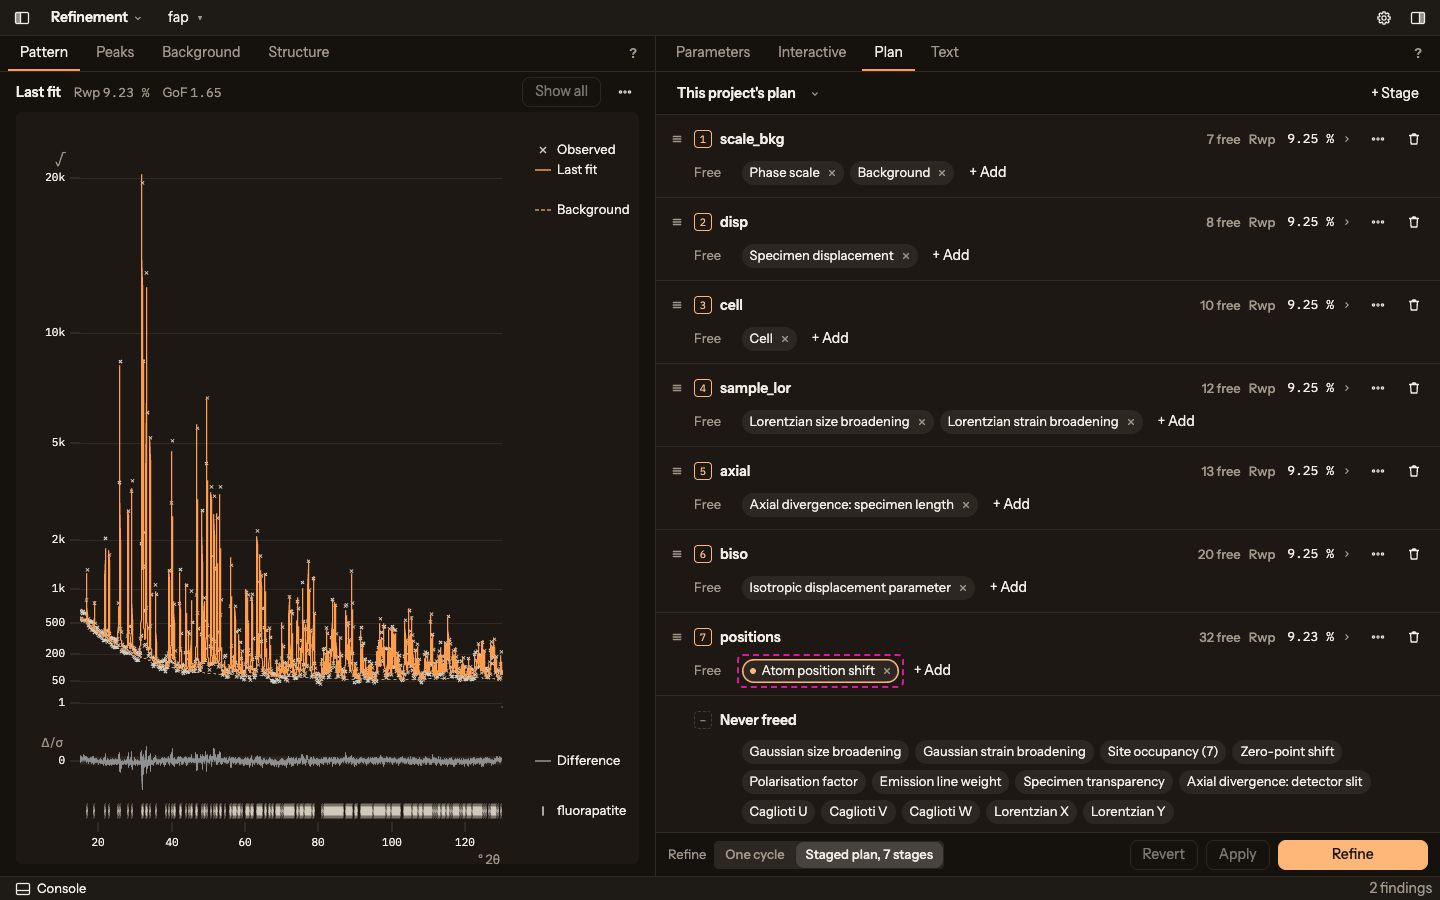 Refinement
fap
Pattern Peaks Background Structure ?
Parameters Interactive Plan Text ?
Last fit Rwp 9.23 % GoF 1.65 Show all
√
20k
10k
5k
2k
1k
500
200
50
1
Δ/σ
0
20 40 60 80 100 120
°2θ
Observed
Last fit
Background
Difference
fluorapatite
This project's plan + Stage
1 scale_bkg 7 free Rwp 9.25 %
Free Phase scale × Background × + Add
2 disp 8 free Rwp 9.25 %
Free Specimen displacement × + Add
3 cell 10 free Rwp 9.25 %
Free Cell × + Add
4 sample_lor 12 free Rwp 9.25 %
Free Lorentzian size broadening × Lorentzian strain broadening × + Add
5 axial 13 free Rwp 9.25 %
Free Axial divergence: specimen length × + Add
6 biso 20 free Rwp 9.25 %
Free Isotropic displacement parameter × + Add
7 positions 32 free Rwp 9.23 %
Free Atom position shift × + Add
– Never freed
Gaussian size broadening Gaussian strain broadening Site occupancy (7) Zero-point shift
Polarisation factor Emission line weight Specimen transparency Axial divergence: detector slit
Caglioti U Caglioti V Caglioti W Lorentzian X Lorentzian Y
Refine One cycle Staged plan, 7 stages Revert Apply Refine
Console 2 findings